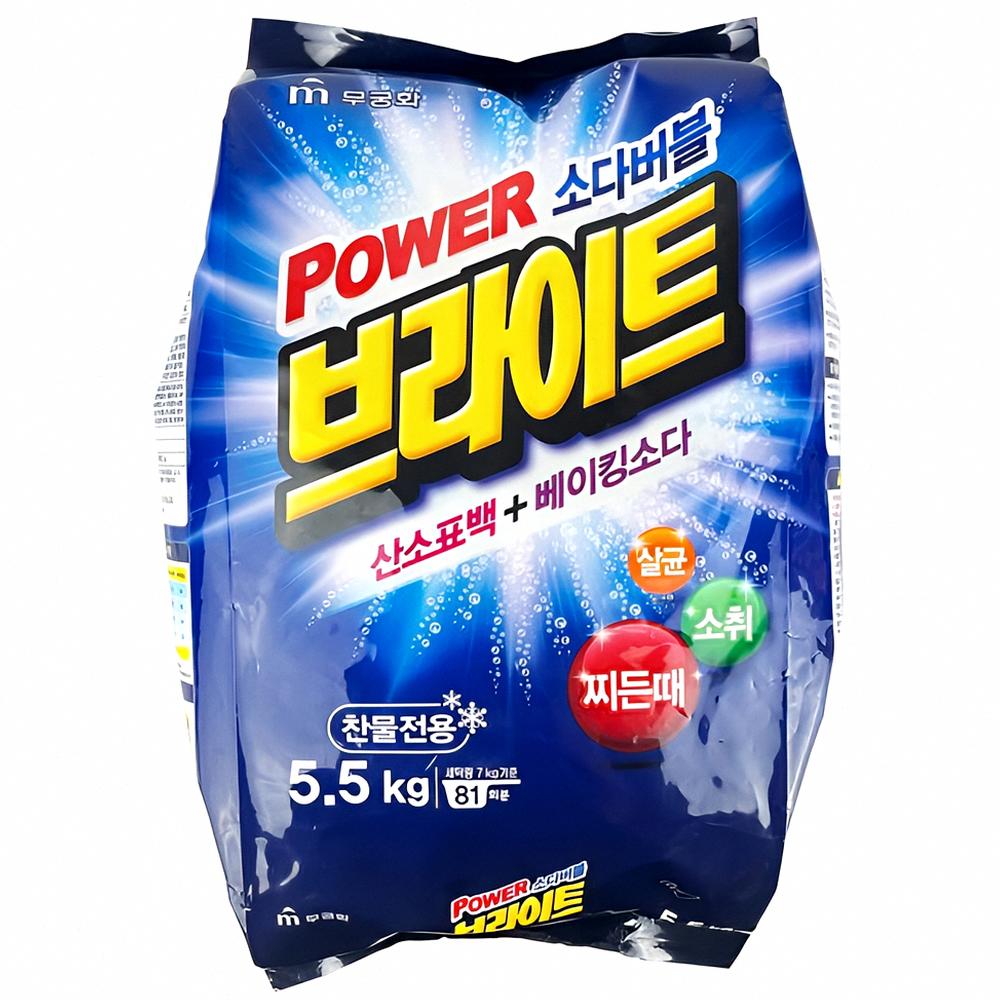 무궁화
POWER 소다버블
브라이트
산소표백 + 베이킹소다
살균
소취
찌든때
찬물전용
5.5 kg
세탁량 7kg기준
81 회분
POWER 소다버블
브라이트
무궁화